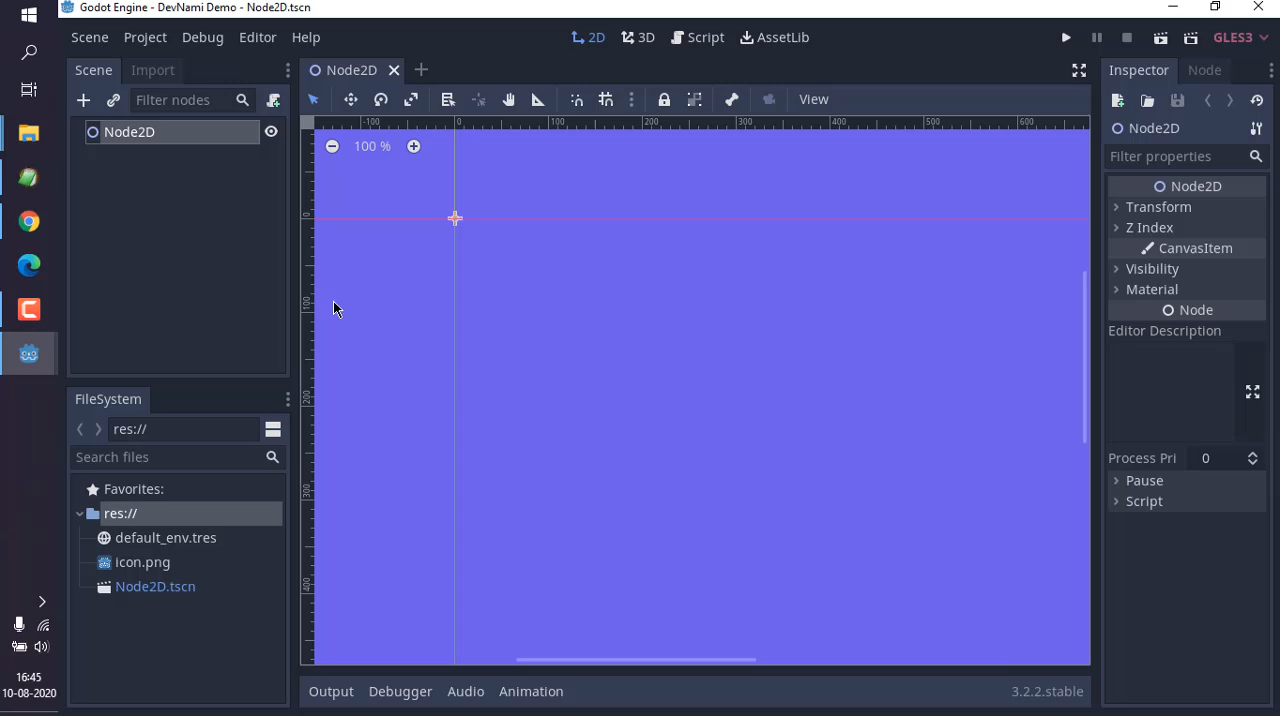 Godot Engine - DevNami Demo - Node2D.tscn
Scene Project Debug Editor Help
2D 3D Script AssetLib
GLES3
Scene Import
Node2D
Inspector Node
Filter nodes
View
Node2D
Node2D
Filter properties
-100 0 100 200 300 400 500 600
100 %
0
100
200
300
400
Node2D
Transform
Z Index
CanvasItem
Visibility
Material
Node
Editor Description
Process Pri 0
Pause
Script
FileSystem
res://
Search files
Favorites:
res://
default_env.tres
icon.png
Node2D.tscn
Output Debugger Audio Animation
3.2.2.stable
16:45
10-08-2020